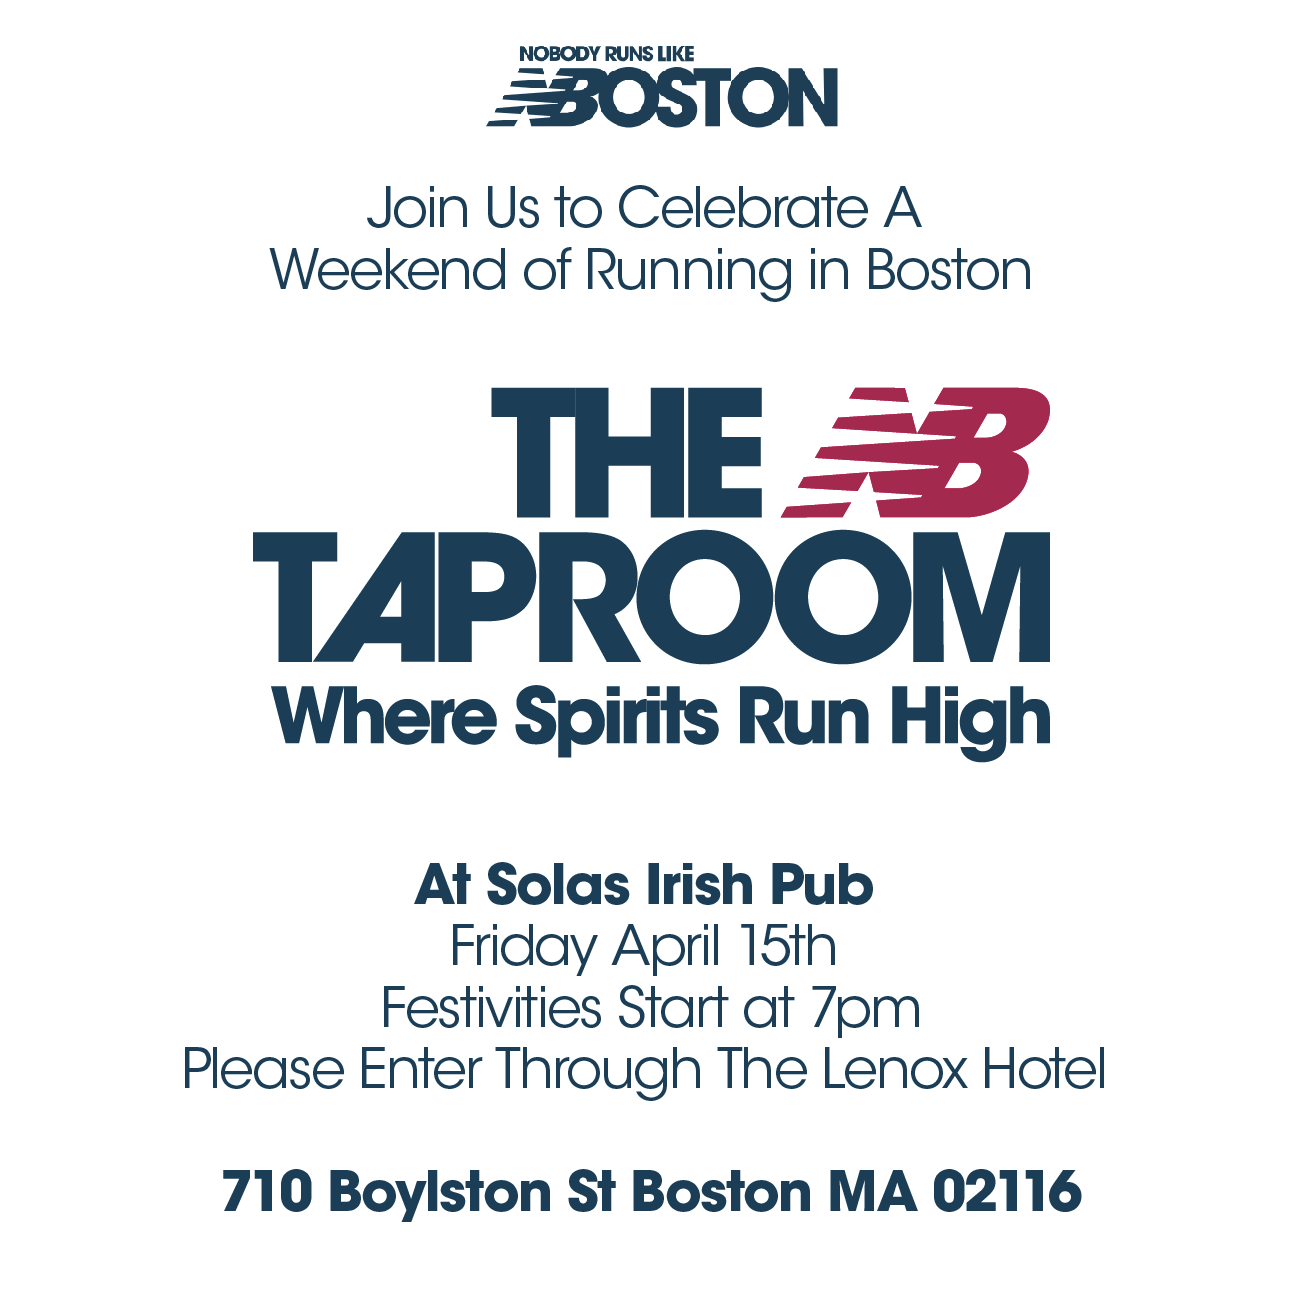 NOBODY RUNS LIKE
NB BOSTON
Join Us to Celebrate A
Weekend of Running in Boston
THE NB
TAPROOM
Where Spirits Run High
At Solas Irish Pub
Friday April 15th
Festivities Start at 7pm
Please Enter Through The Lenox Hotel
710 Boylston St Boston MA 02116